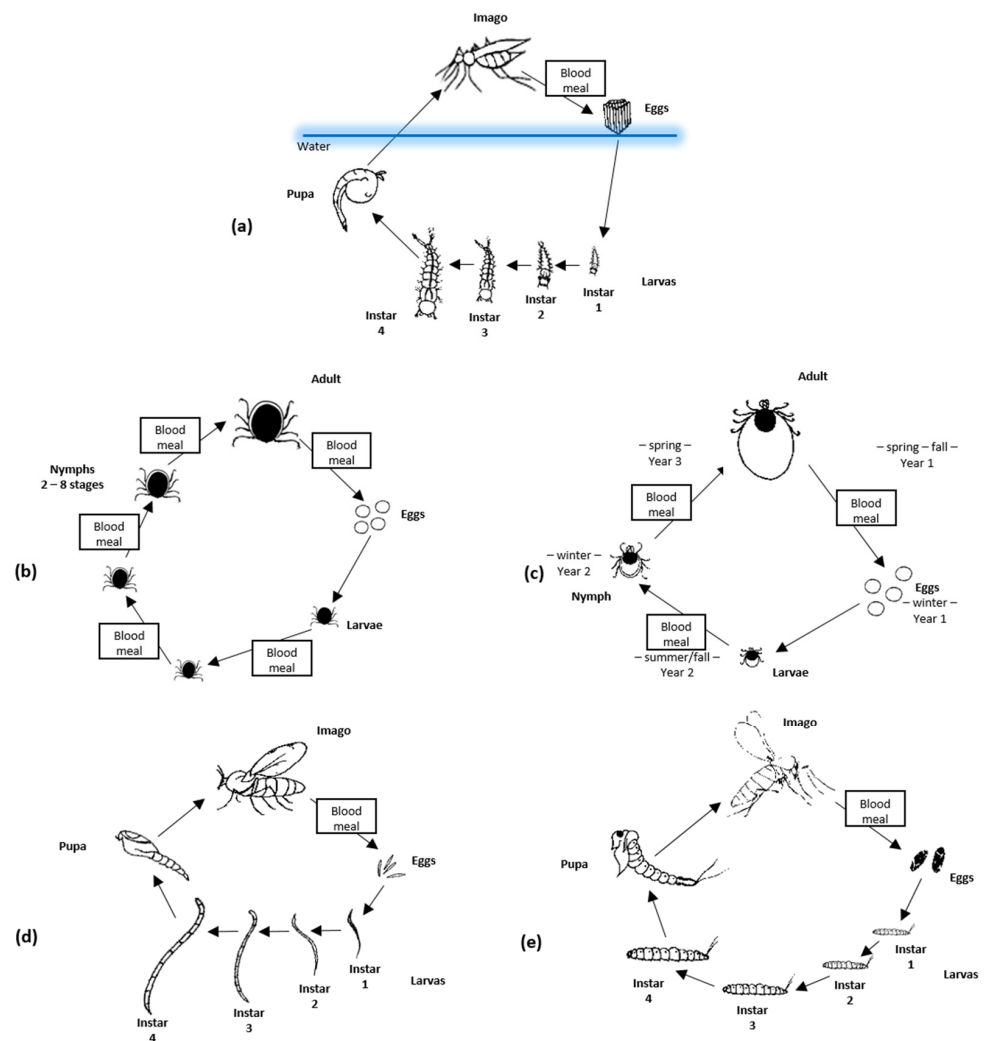 Imago
Blood
meal
Eggs
Water
Pupa
(a)
Larvas
Instar
1
Instar
2
Instar
3
Instar
4
Adult
Blood
meal
Blood
meal
Nymphs
2 – 8 stages
Eggs
Blood
meal
(b)
Larvae
Blood
meal
Blood
meal
Adult
– spring –
Year 3
– spring – fall –
Year 1
Blood
meal
Blood
meal
– winter –
Year 2
(c)
Nymph
Eggs
– winter –
Year 1
Blood
meal
– summer/fall –
Year 2
Larvae
Imago
Blood
meal
Pupa
Eggs
(d)
Instar
1
Larvas
Instar
2
Instar
3
Instar
4
Imago
Blood
meal
Pupa
Eggs
(e)
Instar
1
Larvas
Instar
2
Instar
3
Instar
4